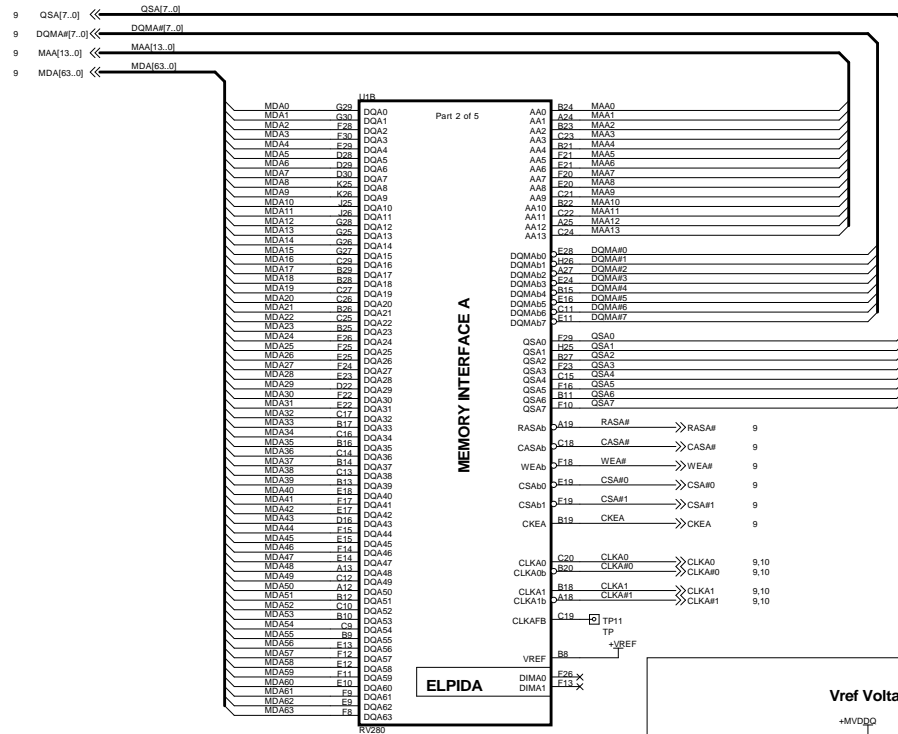 9 QSA[7..0] QSA[7..0]
9 DQMA#[7..0] DQMA#[7..0]
9 MAA[13..0] MAA[13..0]
9 MDA[63..0] MDA[63..0]
U1B
Part 2 of 5
MDA0 G29 DQA0
MDA1 G30 DQA1
MDA2 F28 DQA2
MDA3 F30 DQA3
MDA4 E29 DQA4
MDA5 D28 DQA5
MDA6 D29 DQA6
MDA7 D30 DQA7
MDA8 K25 DQA8
MDA9 K26 DQA9
MDA10 J25 DQA10
MDA11 J26 DQA11
MDA12 G28 DQA12
MDA13 G25 DQA13
MDA14 G26 DQA14
MDA15 G27 DQA15
MDA16 C29 DQA16
MDA17 B29 DQA17
MDA18 B28 DQA18
MDA19 C27 DQA19
MDA20 C26 DQA20
MDA21 B26 DQA21
MDA22 C25 DQA22
MDA23 B25 DQA23
MDA24 E26 DQA24
MDA25 F25 DQA25
MDA26 E25 DQA26
MDA27 F24 DQA27
MDA28 E23 DQA28
MDA29 D22 DQA29
MDA30 F22 DQA30
MDA31 E22 DQA31
MDA32 C17 DQA32
MDA33 B17 DQA33
MDA34 C16 DQA34
MDA35 B16 DQA35
MDA36 C14 DQA36
MDA37 B14 DQA37
MDA38 C13 DQA38
MDA39 B13 DQA39
MDA40 E18 DQA40
MDA41 F17 DQA41
MDA42 E17 DQA42
MDA43 D16 DQA43
MDA44 F15 DQA44
MDA45 E15 DQA45
MDA46 F14 DQA46
MDA47 E14 DQA47
MDA48 A13 DQA48
MDA49 C12 DQA49
MDA50 A12 DQA50
MDA51 B12 DQA51
MDA52 C10 DQA52
MDA53 B10 DQA53
MDA54 C9 DQA54
MDA55 B9 DQA55
MDA56 E13 DQA56
MDA57 F12 DQA57
MDA58 E12 DQA58
MDA59 F11 DQA59
MDA60 E10 DQA60
MDA61 F9 DQA61
MDA62 E9 DQA62
MDA63 F8 DQA63
MEMORY INTERFACE A
ELPIDA
RV280
AA0 B24 MAA0
AA1 A24 MAA1
AA2 B23 MAA2
AA3 C23 MAA3
AA4 B21 MAA4
AA5 F21 MAA5
AA6 E21 MAA6
AA7 F20 MAA7
AA8 E20 MAA8
AA9 C21 MAA9
AA10 B22 MAA10
AA11 C22 MAA11
AA12 A25 MAA12
AA13 C24 MAA13
DQMAb0 E28 DQMA#0
DQMAb1 H26 DQMA#1
DQMAb2 A27 DQMA#2
DQMAb3 E24 DQMA#3
DQMAb4 B15 DQMA#4
DQMAb5 E16 DQMA#5
DQMAb6 C11 DQMA#6
DQMAb7 E11 DQMA#7
QSA0 F29 QSA0
QSA1 H25 QSA1
QSA2 B27 QSA2
QSA3 F23 QSA3
QSA4 C15 QSA4
QSA5 F16 QSA5
QSA6 B11 QSA6
QSA7 F10 QSA7
RASAb A19 RASA# RASA# 9
CASAb C18 CASA# CASA# 9
WEAb F18 WEA# WEA# 9
CSAb0 E19 CSA#0 CSA#0 9
CSAb1 F19 CSA#1 CSA#1 9
CKEA B19 CKEA CKEA 9
CLKA0 C20 CLKA0 CLKA0 9,10
CLKA0b B20 CLKA#0 CLKA#0 9,10
CLKA1 B18 CLKA1 CLKA1 9,10
CLKA1b A18 CLKA#1 CLKA#1 9,10
CLKAFB C19 TP11
TP
+VREF
VREF B8
DIMA0 F26
DIMA1 F13
Vref Volta
+MVDDQ